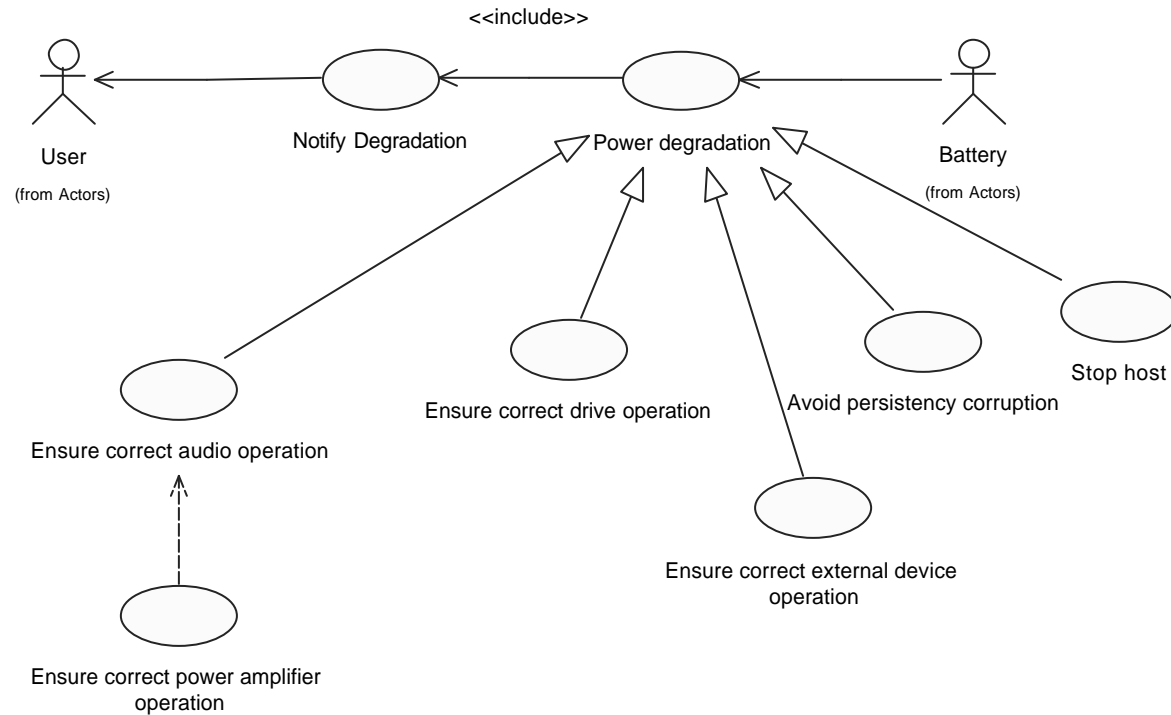 <<include>>
Notify Degradation
Power degradation
User
Battery
(from Actors)
(from Actors)
Stop host
Ensure correct drive operation
Avoid persistency corruption
Ensure correct audio operation
Ensure correct external device
operation
Ensure correct power amplifier
operation